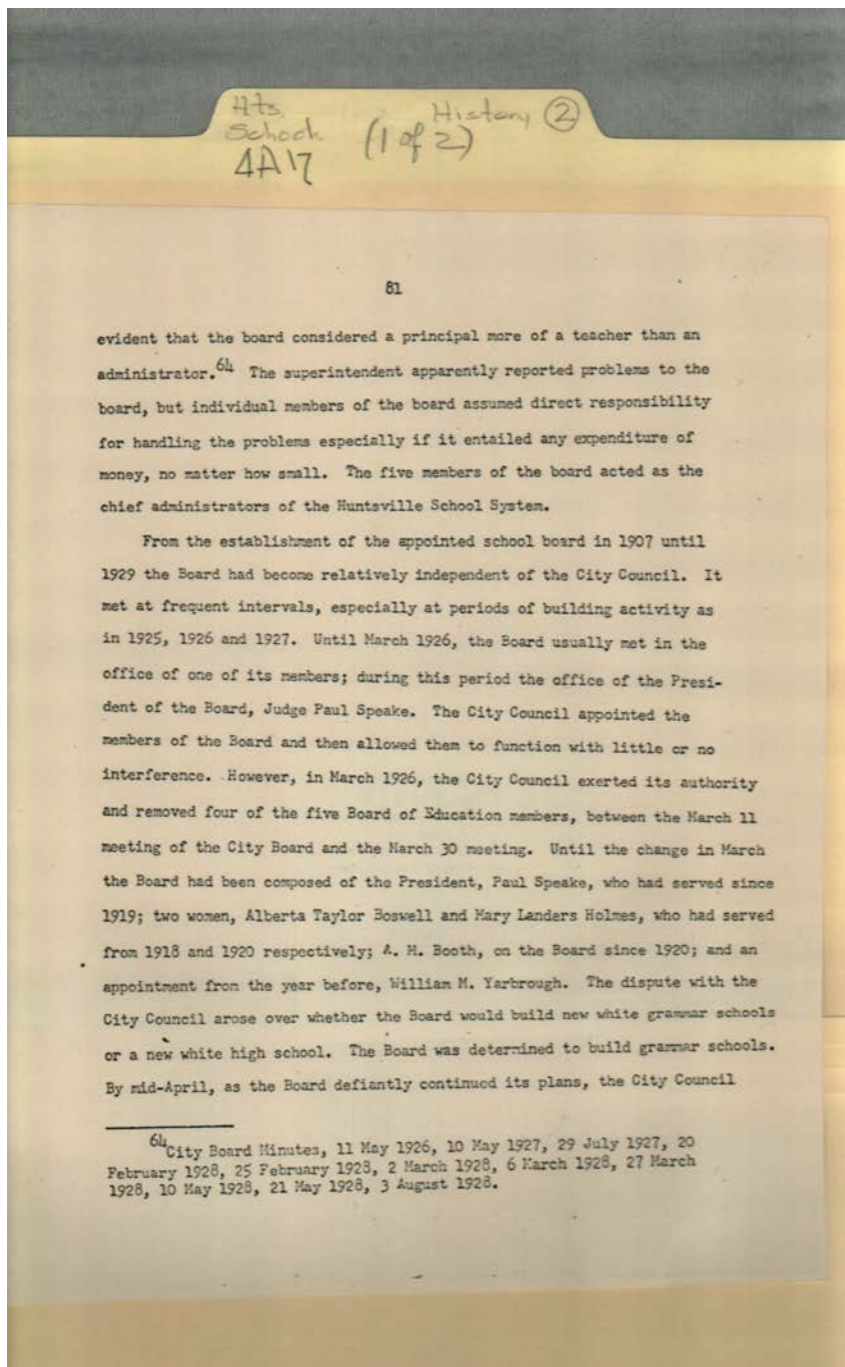 Hts. History ②
School (1 of 2)
4A17
81
evident that the board considered a principal more of a teacher than an
administrator.64 The superintendent apparently reported problems to the
board, but individual members of the board assumed direct responsibility
for handling the problems especially if it entailed any expenditure of
money, no matter how small. The five members of the board acted as the
chief administrators of the Huntsville School System.
From the establishment of the appointed school board in 1907 until
1929 the Board had become relatively independent of the City Council. It
met at frequent intervals, especially at periods of building activity as
in 1925, 1926 and 1927. Until March 1926, the Board usually met in the
office of one of its members; during this period the office of the Presi-
dent of the Board, Judge Paul Speake. The City Council appointed the
members of the Board and then allowed them to function with little or no
interference. However, in March 1926, the City Council exerted its authority
and removed four of the five Board of Education members, between the March 11
meeting of the City Board and the March 30 meeting. Until the change in March
the Board had been composed of the President, Paul Speake, who had served since
1919; two women, Alberta Taylor Boswell and Mary Landers Holmes, who had served
from 1918 and 1920 respectively; A. M. Booth, on the Board since 1920; and an
appointment from the year before, William M. Yarbrough. The dispute with the
City Council arose over whether the Board would build new white grammar schools
or a new white high school. The Board was determined to build grammar schools.
By mid-April, as the Board defiantly continued its plans, the City Council
64City Board Minutes, 11 May 1926, 10 May 1927, 29 July 1927, 20
February 1928, 25 February 1928, 2 March 1928, 6 March 1928, 27 March
1928, 10 May 1928, 21 May 1928, 3 August 1928.